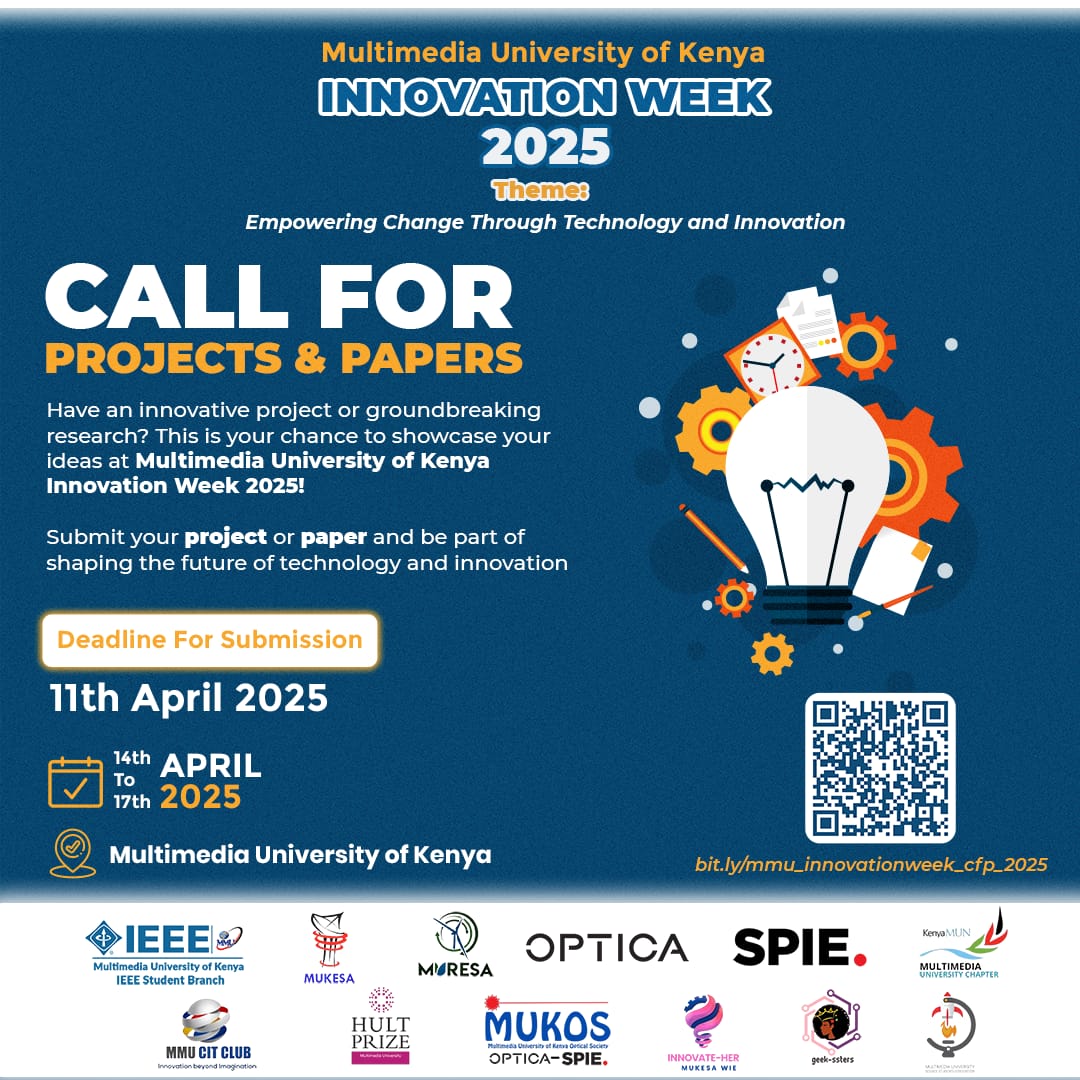 Multimedia University of Kenya
INNOVATION WEEK
2025
Theme:
Empowering Change Through Technology and Innovation
CALL FOR
PROJECTS & PAPERS
Have an innovative project or groundbreaking
research? This is your chance to showcase your
ideas at Multimedia University of Kenya
Innovation Week 2025!
Submit your project or paper and be part of
shaping the future of technology and innovation
Deadline For Submission
11th April 2025
14th
To
17th
APRIL
2025
Multimedia University of Kenya
bit.ly/mmu_innovationweek_cfp_2025
IEEE
MMU
Multimedia University of Kenya
IEEE Student Branch
MUKESA
MURESA
OPTICA
SPIE.
KenyaMUN
MULTIMEDIA
UNIVERSITY CHAPTER
MMU CIT CLUB
Innovation beyond Imagination
HULT
PRIZE
Multimedia University
MUKOS
Multimedia University of Kenya Optical Society
OPTICA-SPIE.
INNOVATE-HER
MUKESA WIE
geek-ssters
MULTIMEDIA UNIVERSITY